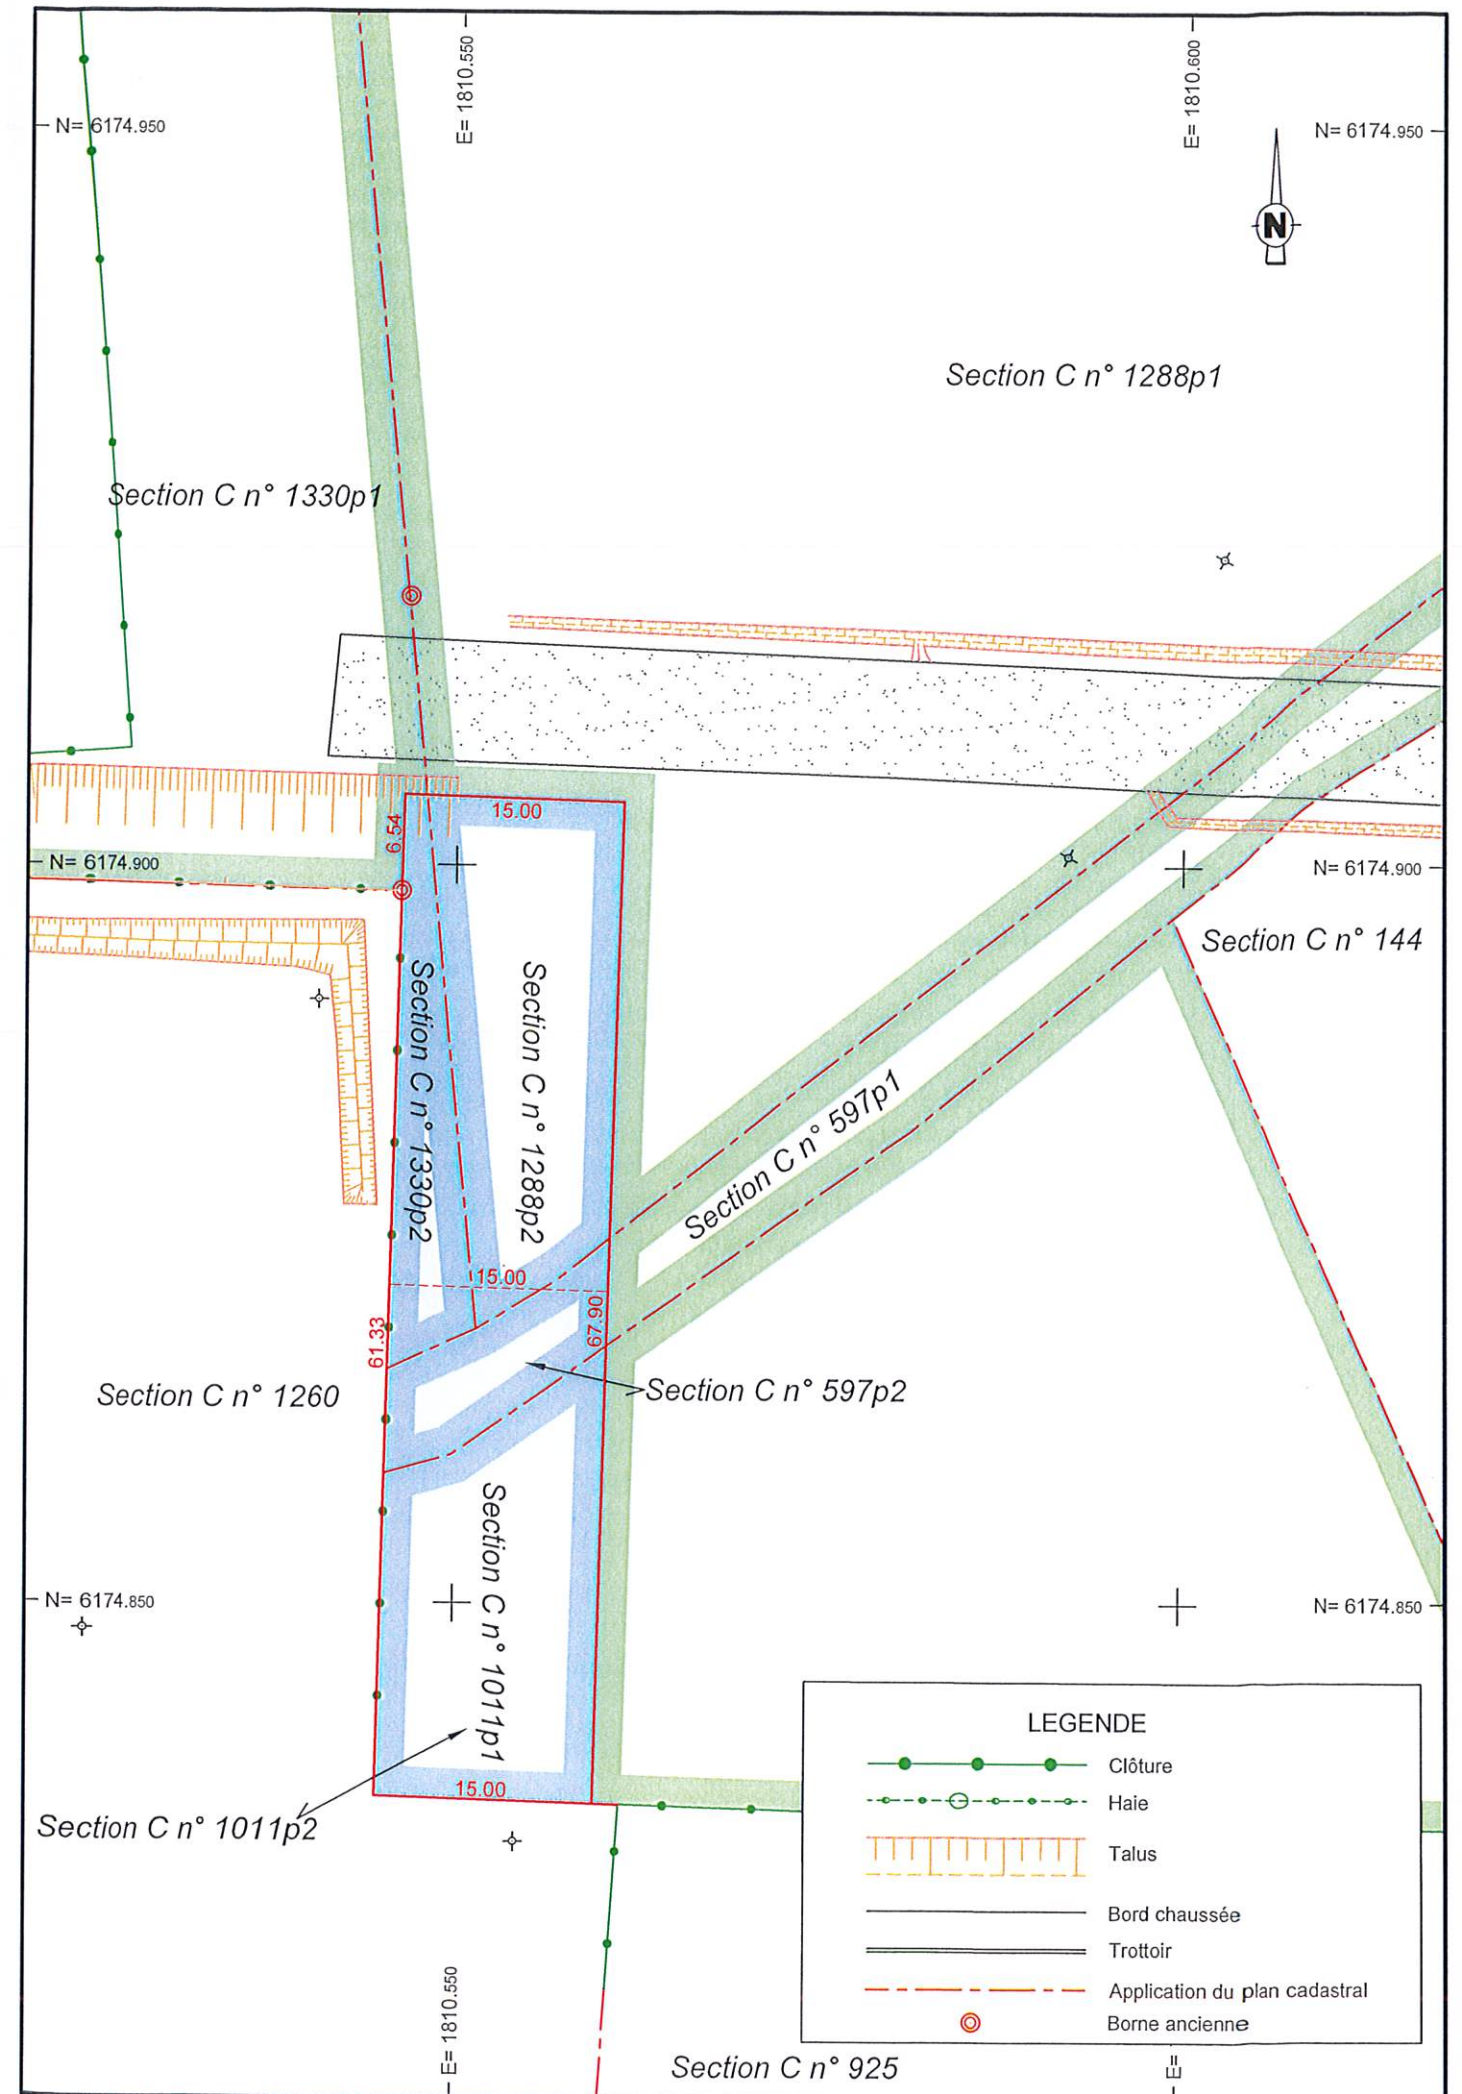 E= 1810.550
E= 1810.600
N= 6174.950
N= 6174.950
N
Section C n° 1288p1
Section C n° 1330p1
15.00
6.54
N= 6174.900
N= 6174.900
Section C n° 144
Section C n° 1330p2
Section C n° 1288p2
Section C n° 597p1
15.00
61.33
67.90
Section C n° 1260
Section C n° 597p2
Section C n° 1011p1
N= 6174.850
N= 6174.850
15.00
Section C n° 1011p2
LEGENDE
Clôture
Haie
Talus
Bord chaussée
Trottoir
Application du plan cadastral
Borne ancienne
E= 1810.550
E=
Section C n° 925